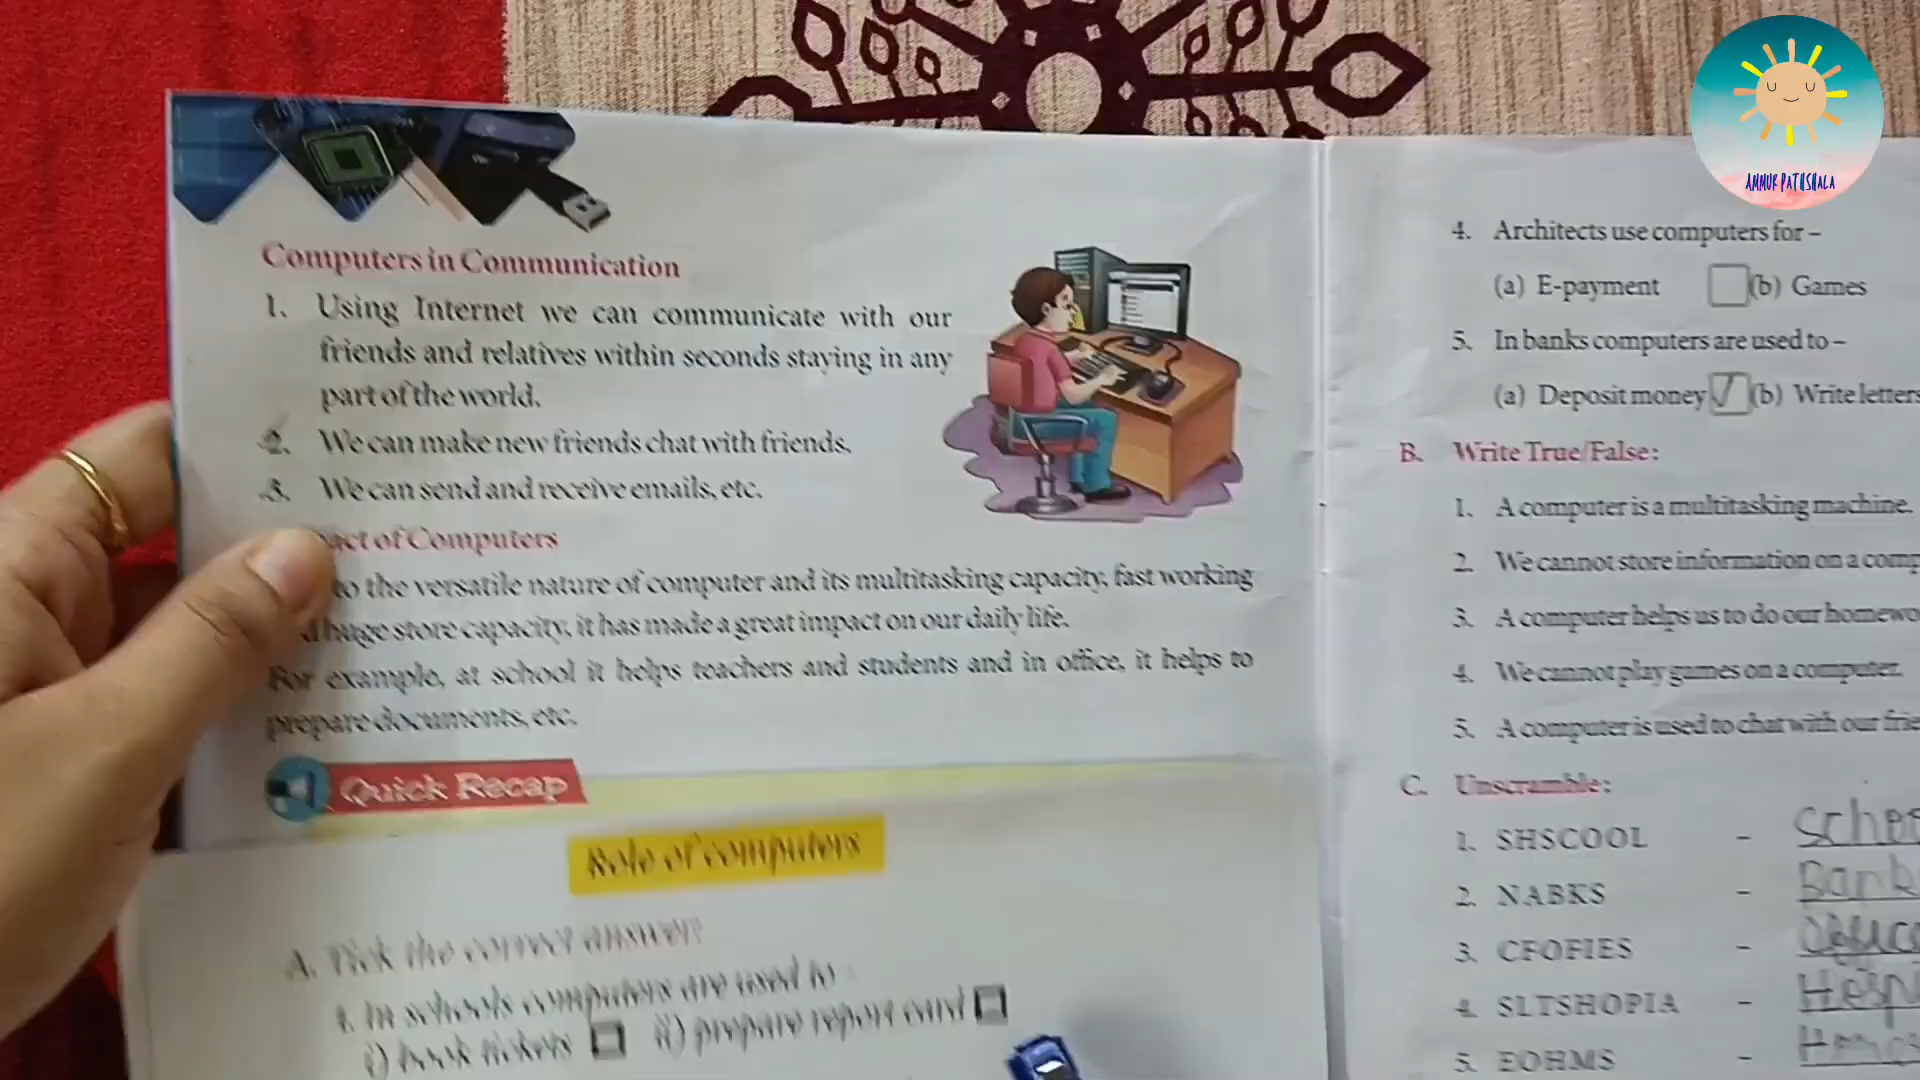 AMMUR PATHSHALA
Computers in Communication
1. Using Internet we can communicate with our
friends and relatives within seconds staying in any
part of the world.
2. We can make new friends chat with friends.
3. We can send and receive emails, etc.
act of Computers
to the versatile nature of computer and its multitasking capacity, fast working
huge store capacity, it has made a great impact on our daily life.
For example, at school it helps teachers and students and in office, it helps to
prepare documents, etc.
Quick Recap
Role of computers
A. Tick the correct answer:
1. In schools computers are used to
i) book tickets ii) prepare report card
4. Architects use computers for –
(a) E-payment (b) Games
5. In banks computers are used to –
(a) Deposit money (b) Write letters
B. Write True/False:
1. A computer is a multitasking machine.
2. We cannot store information on a comp
3. A computer helps us to do our homewo
4. We cannot play games on a computer.
5. A computer is used to chat with our frie
C. Unscramble:
1. SHSCOOL – Schoo
2. NABKS – Bank
3. CFOFIES – Office
4. SLTSHOPIA – Hospi
5. EOHMS –